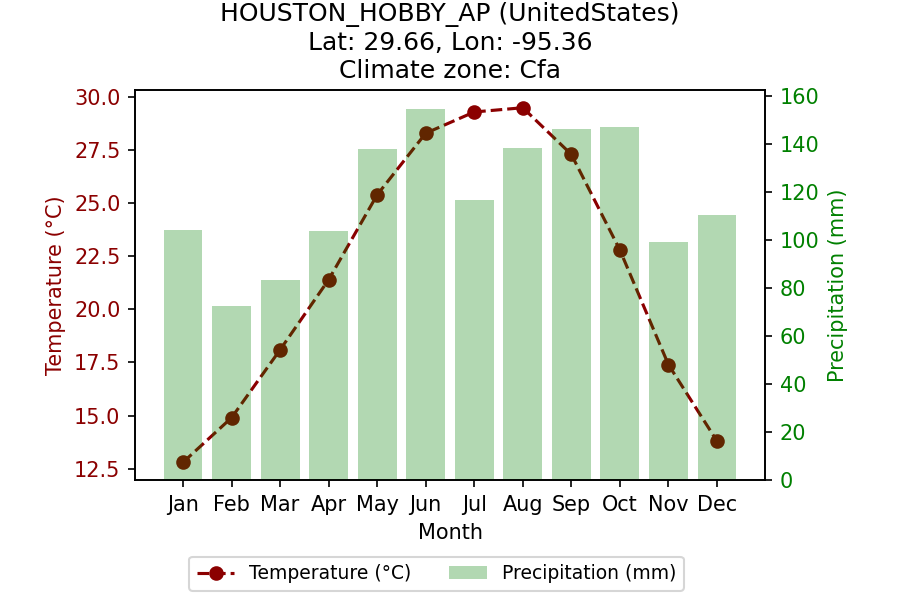 HOUSTON_HOBBY_AP (UnitedStates)
Lat: 29.66, Lon: -95.36
Climate zone: Cfa
30.0
27.5
25.0
22.5
20.0
17.5
15.0
12.5
Temperature (°C)
160
140
120
100
80
60
40
20
0
Precipitation (mm)
Jan Feb Mar Apr May Jun Jul Aug Sep Oct Nov Dec
Month
Temperature (°C) Precipitation (mm)